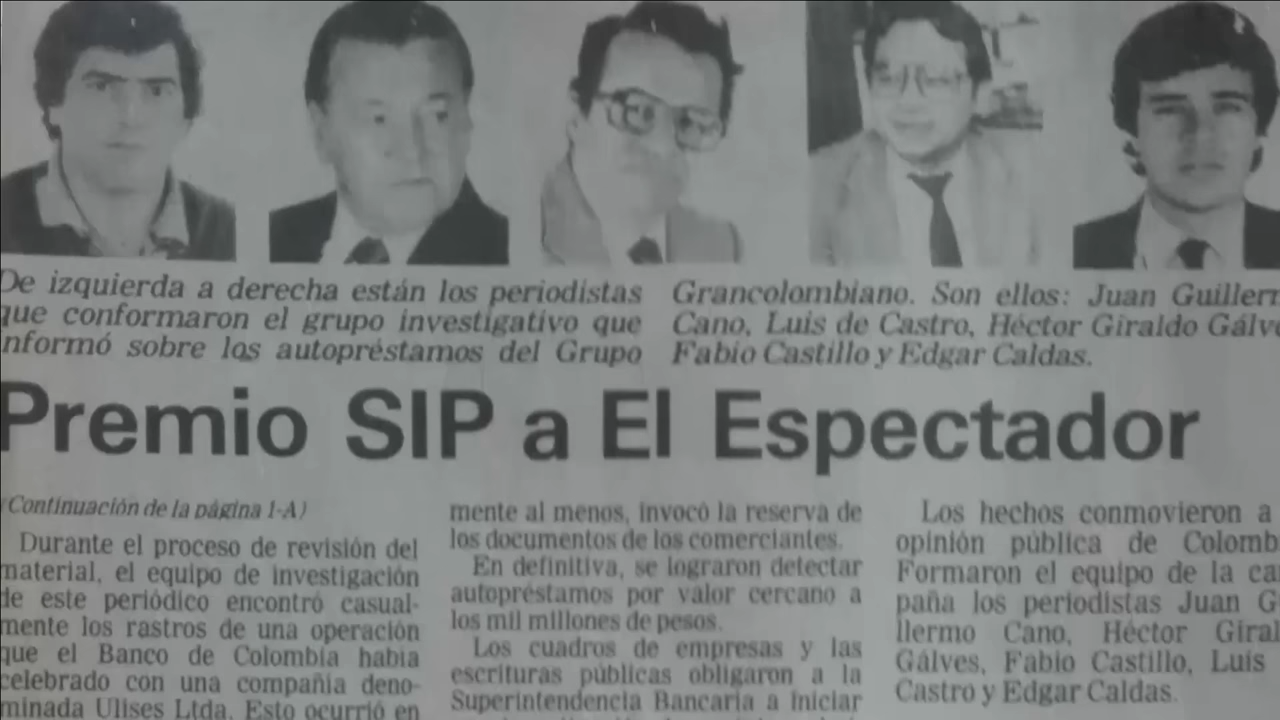 De izquierda a derecha están los periodistas
que conformaron el grupo investigativo que
informó sobre los autopréstamos del Grupo
Grancolombiano. Son ellos: Juan Guillerm
Cano, Luis de Castro, Héctor Giraldo Gálve
Fabio Castillo y Edgar Caldas.
Premio SIP a El Espectador
(Continuación de la página 1-A)
Durante el proceso de revisión del
material, el equipo de investigación
de este periódico encontró casual-
mente los rastros de una operación
que el Banco de Colombia había
celebrado con una compañía deno-
minada Ulises Ltda. Esto ocurrió en
mente al menos, invocó la reserva de
los documentos de los comerciantes.
En definitiva, se lograron detectar
autopréstamos por valor cercano a
los mil millones de pesos.
Los cuadros de empresas y las
escrituras públicas obligaron a la
Superintendencia Bancaria a iniciar
Los hechos conmovieron a
opinión pública de Colomb
Formaron el equipo de la ca
paña los periodistas Juan G
llermo Cano, Héctor Giral
Gálves, Fabio Castillo, Luis
Castro y Edgar Caldas.